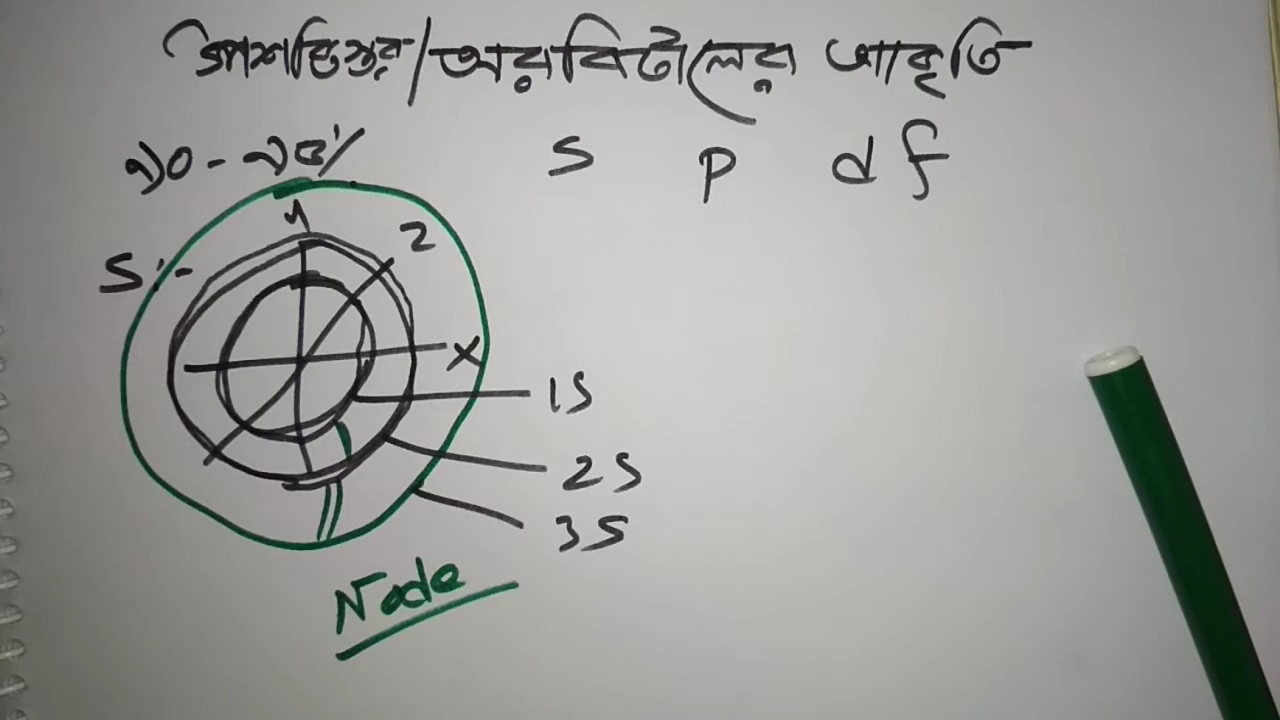 উপশক্তিস্তর/অরবিটালের আকৃতি
৯০-৯৫%
s p d f
S:-
y
z
x
1S
2S
3S
Node